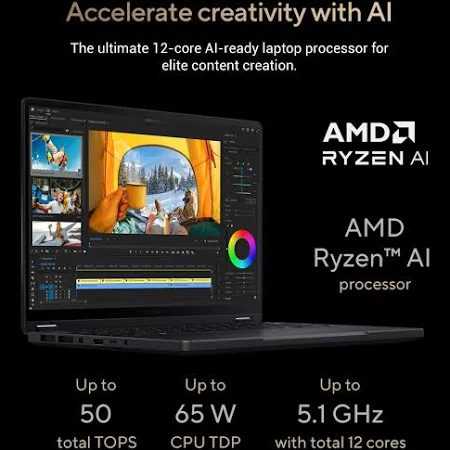 Accelerate creativity with AI
The ultimate 12-core AI-ready laptop processor for
elite content creation.
AMD
RYZEN AI
AMD
Ryzen™ AI
processor
Up to
50
total TOPS
Up to
65 W
CPU TDP
Up to
5.1 GHz
with total 12 cores